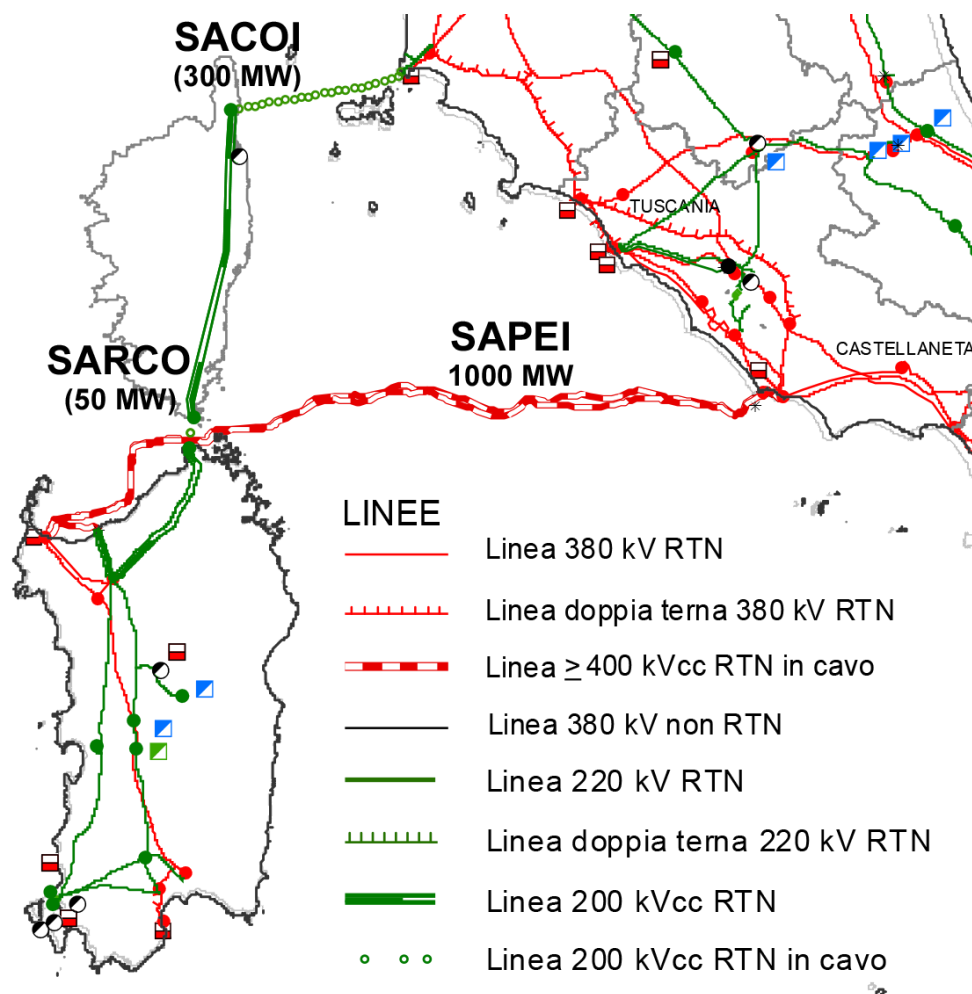 SACOI
(300 MW)
TUSCANIA
SAPEI
1000 MW
CASTELLANETA
SARCO
(50 MW)
LINEE
Linea 380 kV RTN
Linea doppia terna 380 kV RTN
Linea ≥ 400 kVcc RTN in cavo
Linea 380 kV non RTN
Linea 220 kV RTN
Linea doppia terna 220 kV RTN
Linea 200 kVcc RTN
Linea 200 kVcc RTN in cavo